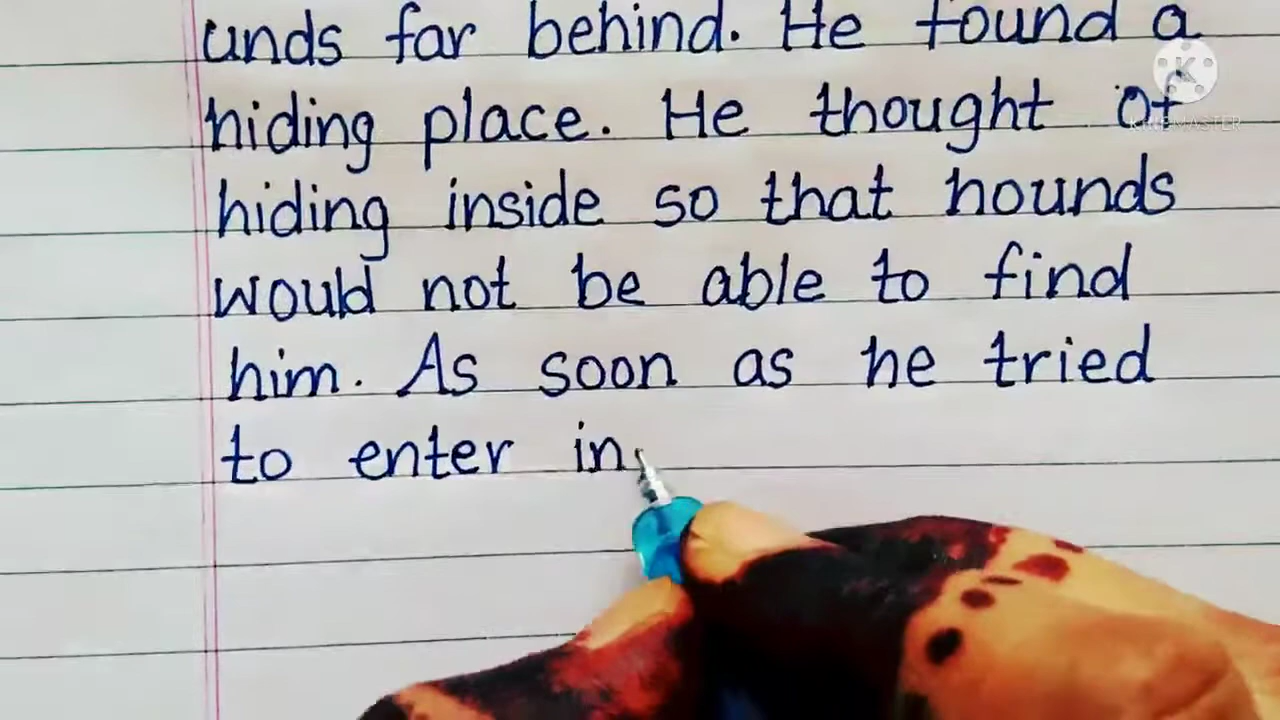 unds far behind. He found a
hiding place. He thought of
hiding inside so that hounds
would not be able to find
him. As soon as he tried
to enter in
KINEMASTER